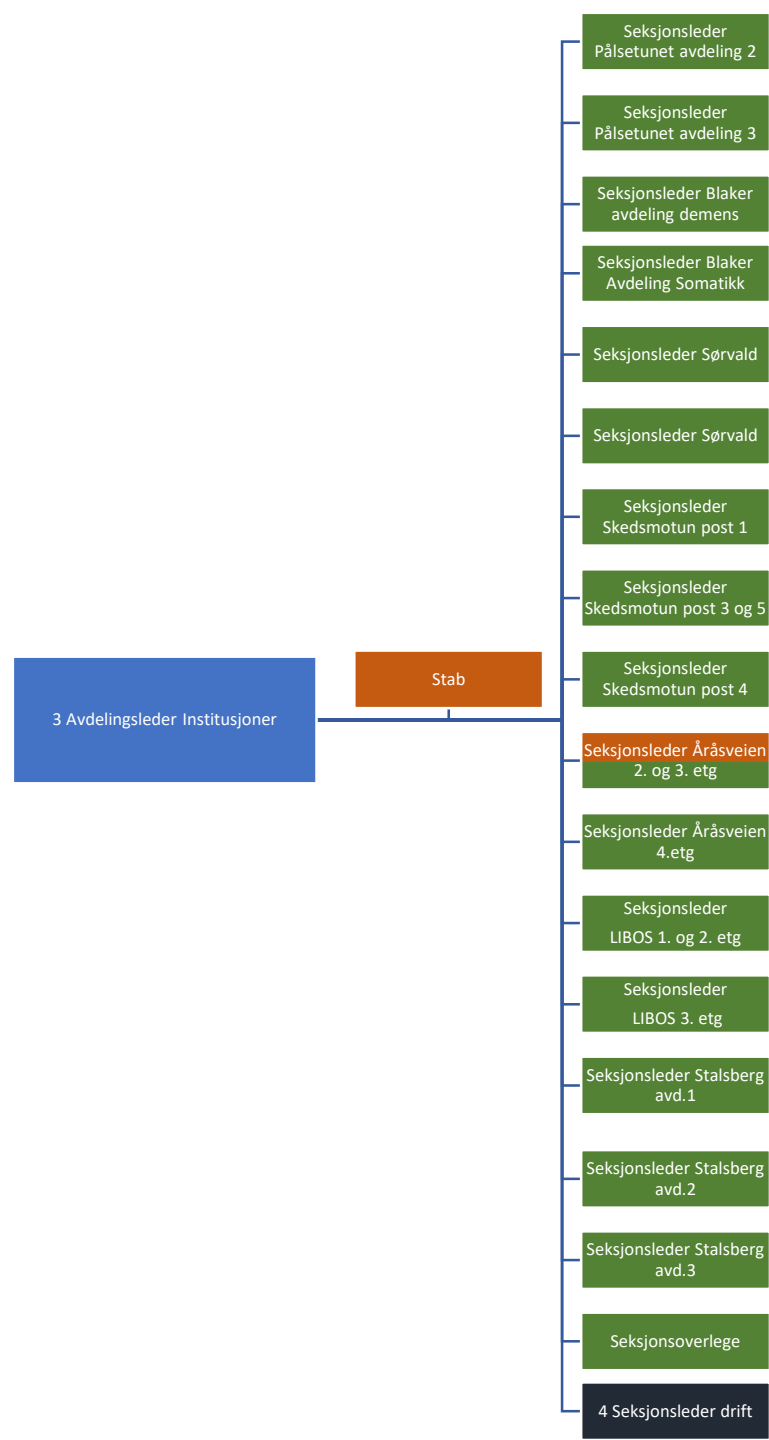 Seksjonsleder
Pålsetunet avdeling 2
Seksjonsleder
Pålsetunet avdeling 3
Seksjonsleder Blaker
avdeling demens
Seksjonsleder Blaker
Avdeling Somatikk
Seksjonsleder Sørvald
Seksjonsleder Sørvald
Seksjonsleder
Skedsmotun post 1
Seksjonsleder
Skedsmotun post 3 og 5
3 Avdelingsleder Institusjoner
Stab
Seksjonsleder
Skedsmotun post 4
Seksjonsleder Åråsveien
2. og 3. etg
Seksjonsleder Åråsveien
4.etg
Seksjonsleder
LIBOS 1. og 2. etg
Seksjonsleder
LIBOS 3. etg
Seksjonsleder Stalsberg
avd.1
Seksjonsleder Stalsberg
avd.2
Seksjonsleder Stalsberg
avd.3
Seksjonsoverlege
4 Seksjonsleder drift